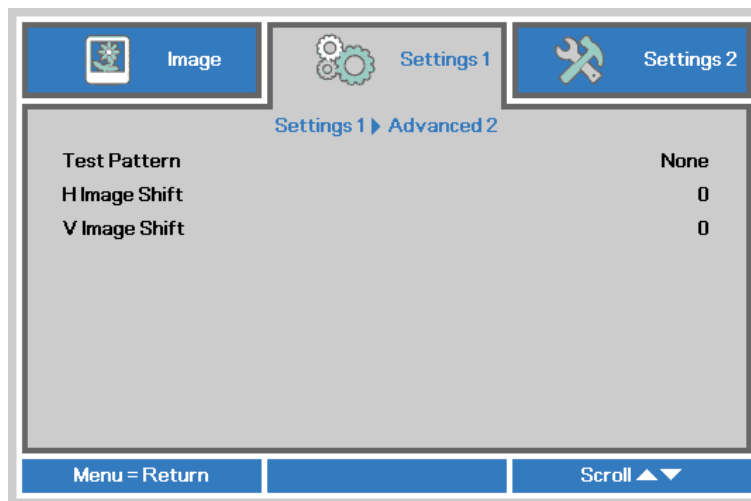 Image
Settings 1
Settings 2
Settings 1 Advanced 2
Test Pattern None
H Image Shift 0
V Image Shift 0
Menu = Return
Scroll